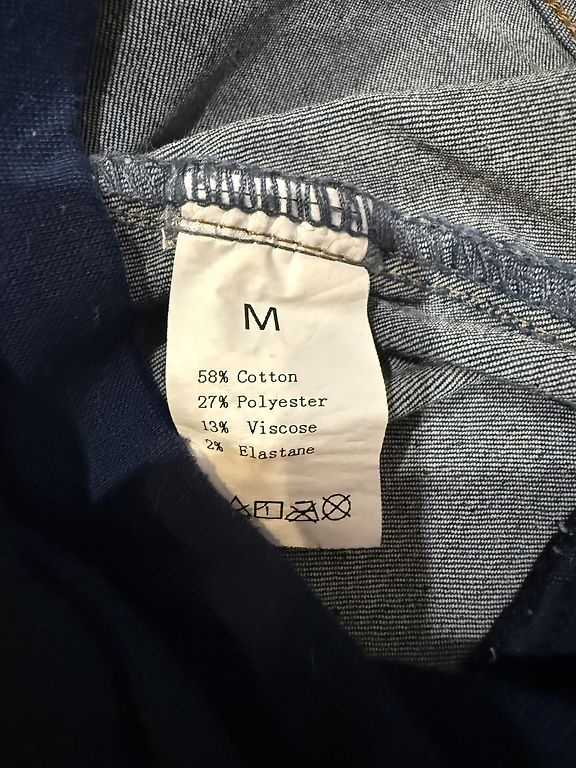 M
58% Cotton
27% Polyester
13% Viscose
2% Elastane